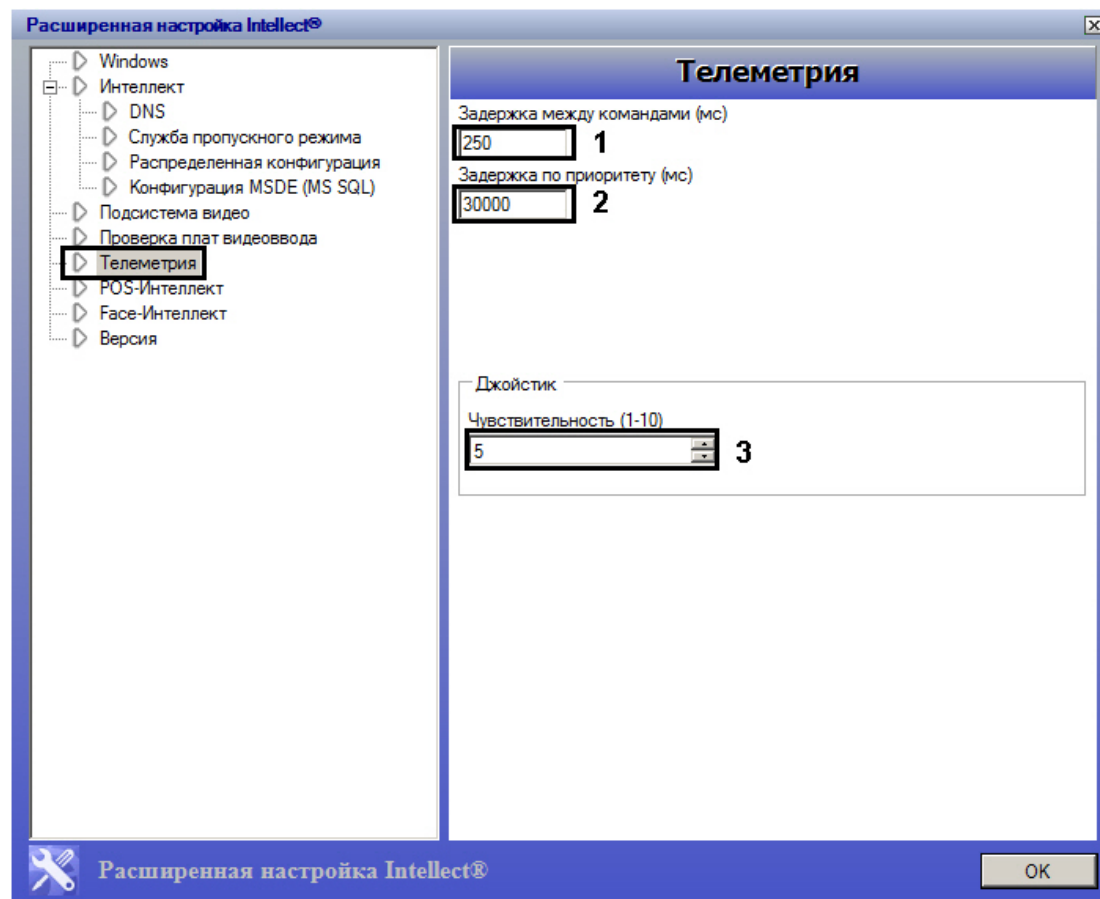 Расширенная настройка Intellect®
Windows
Интеллект
DNS
Служба пропускного режима
Распределенная конфигурация
Конфигурация MSDE (MS SQL)
Подсистема видео
Проверка плат видеоввода
Телеметрия
POS-Интеллект
Face-Интеллект
Версия
Телеметрия
Задержка между командами (мс)
250 1
Задержка по приоритету (мс)
30000 2
Джойстик
Чувствительность (1-10)
5 3
Расширенная настройка Intellect®
OK